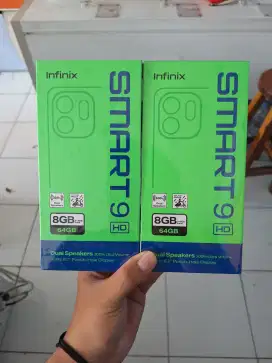 Infinix
SMART 9
HD
8GB
64GB
Dual Speakers
Infinix
SMART 9
HD
8GB
64GB
Dual Speakers